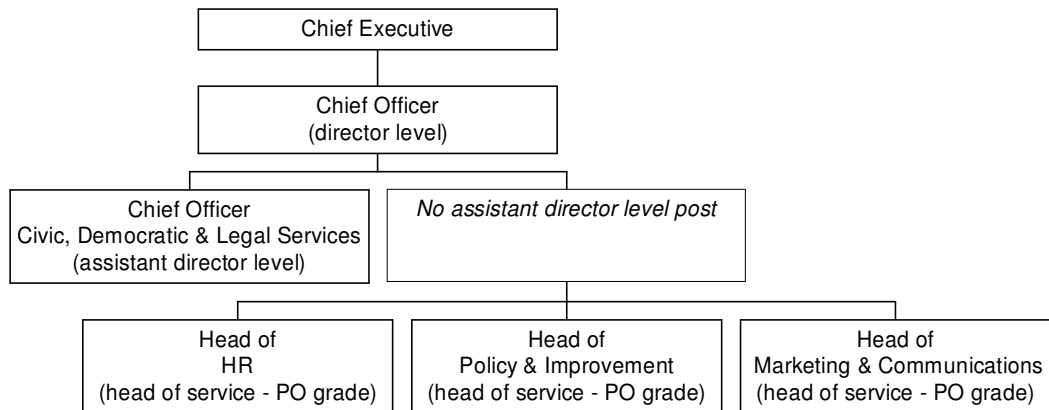 Chief Executive
Chief Officer
(director level)
Chief Officer
Civic, Democratic & Legal Services
(assistant director level)
No assistant director level post
Head of
HR
(head of service - PO grade)
Head of
Policy & Improvement
(head of service - PO grade)
Head of
Marketing & Communications
(head of service - PO grade)